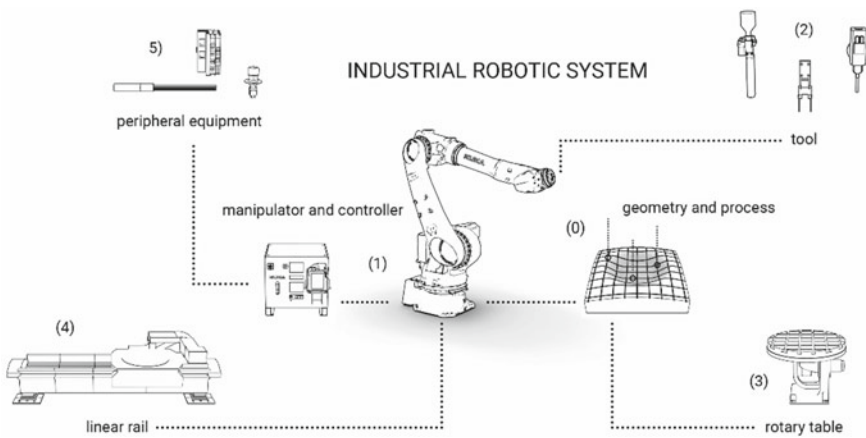 5)
(2)
INDUSTRIAL ROBOTIC SYSTEM
peripheral equipment
tool
manipulator and controller
geometry and process
(0)
(1)
(4)
(3)
linear rail
rotary table